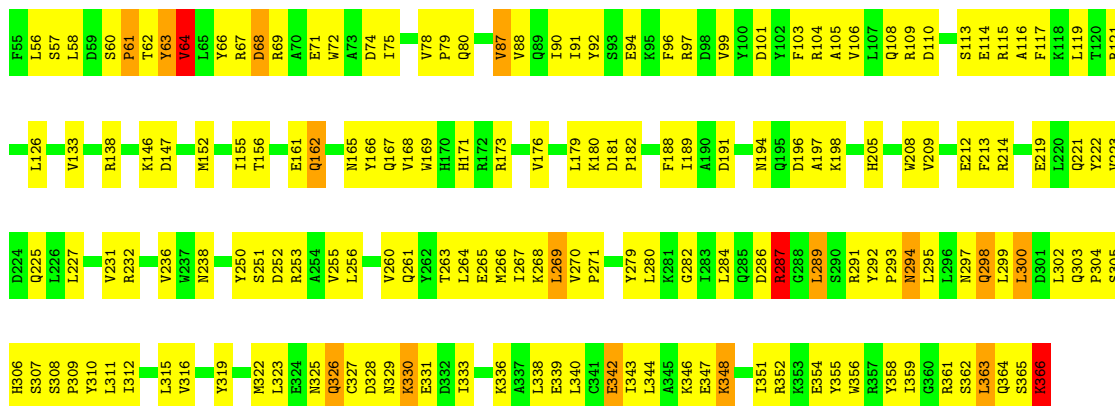 F55 L56 S57 L58 D59 S60 P61 T62 Y63 V64 L65 Y66 R67 D68 R69 A70 E71 W72 A73 D74 I75 V78 P79 Q80 V87 V88 Q89 I90 I91 Y92 S93 E94 K95 F96 R97 D98 V99 Y100 D101 Y102 F103 R104 A105 V106 L107 Q108 R109 D110 S113 E114 R115 A116 F117 K118 L119 T120
L126 V133 R138 K146 D147 M152 I155 T156 E161 Q162 N165 Y166 Q167 V168 W169 H170 H171 R172 R173 V176 L179 K180 D181 P182 F188 I189 A190 D191 N194 Q195 D196 A197 K198 H205 W208 V209 E212 F213 R214 E219 L220 Q221 Y222
D224 Q225 L226 L227 V231 R232 V236 W237 N238 Y250 S251 D252 R253 A254 V255 L256 V260 Q261 Y262 T263 L264 E265 M266 I267 K268 L269 V270 P271 Y279 L280 K281 G282 I283 L284 Q285 D286 R287 G288 L289 S290 R291 Y292 P293 N294 L295 L296 N297 Q298 L299 L300 D301 L302 Q303 P304
H306 S307 S308 P309 Y310 L311 I312 L315 V316 Y319 M322 L323 E324 N325 Q326 C327 D328 N329 K330 E331 D332 I333 K336 A337 L338 E339 L340 C341 E342 I343 L344 A345 K346 E347 K348 I351 R352 K353 E354 Y355 W356 R357 Y358 I359 G360 R361 S362 L363 Q364 S365 K366